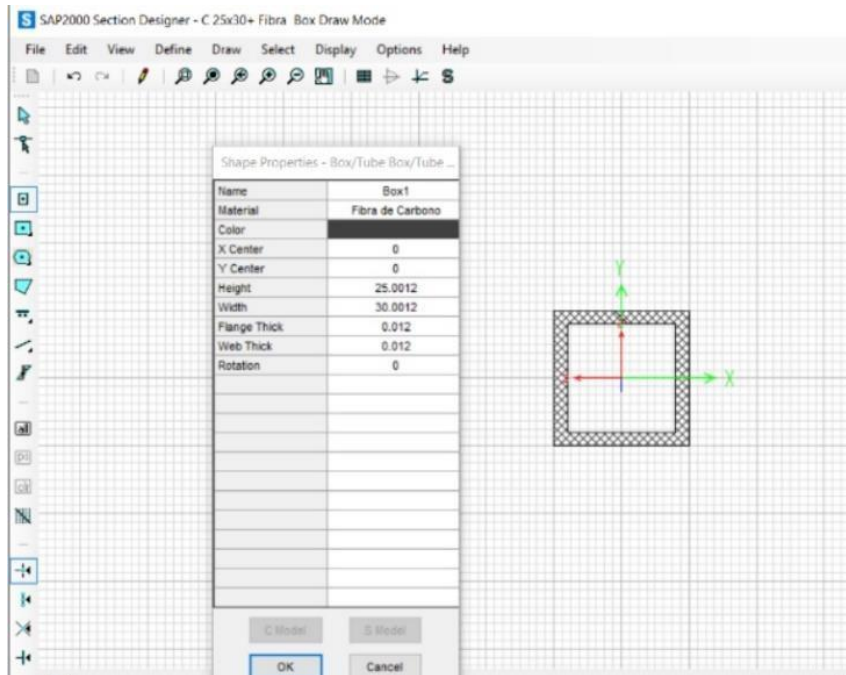 SAP2000 Section Designer - C 25x30+ Fibra Box Draw Mode
File Edit View Define Draw Select Display Options Help
Shape Properties - Box/Tube Box/Tube ...
Name Box1
Material Fibra de Carbono
Color
X Center 0
Y Center 0
Height 25.0012
Width 30.0012
Flange Thick 0.012
Web Thick 0.012
Rotation 0
Y
X
C Model S Model
OK Cancel